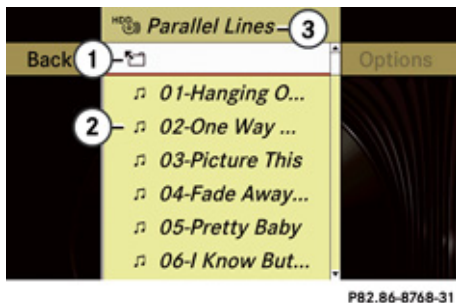 HDD Parallel Lines 3
Back 1 Options
01-Hanging O...
2 02-One Way ...
03-Picture This
04-Fade Away...
05-Pretty Baby
06-I Know But...
P82.86-8768-31